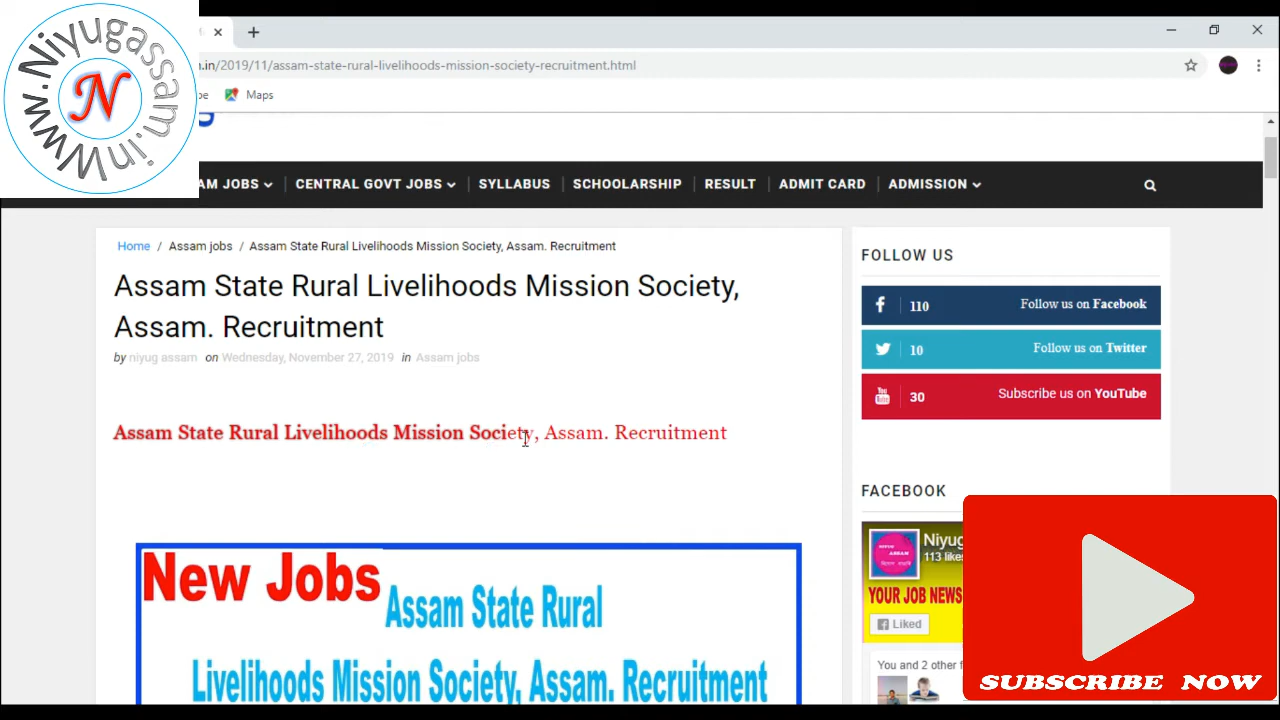 Www.Niyugassam.in
N
n.in/2019/11/assam-state-rural-livelihoods-mission-society-recruitment.html
Maps
AM JOBS
CENTRAL GOVT JOBS
SYLLABUS
SCHOOLARSHIP
RESULT
ADMIT CARD
ADMISSION
Home / Assam jobs / Assam State Rural Livelihoods Mission Society, Assam. Recruitment
Assam State Rural Livelihoods Mission Society,
Assam. Recruitment
by niyug assam on Wednesday, November 27, 2019 in Assam jobs
Assam State Rural Livelihoods Mission Society, Assam. Recruitment
New Jobs
Assam State Rural
Livelihoods Mission Society, Assam. Recruitment
FOLLOW US
110 Follow us on Facebook
10 Follow us on Twitter
You Tube 30 Subscribe us on YouTube
FACEBOOK
Niyug
113 likes
YOUR JOB NEWS
Liked
You and 2 other f
SUBSCRIBE NOW